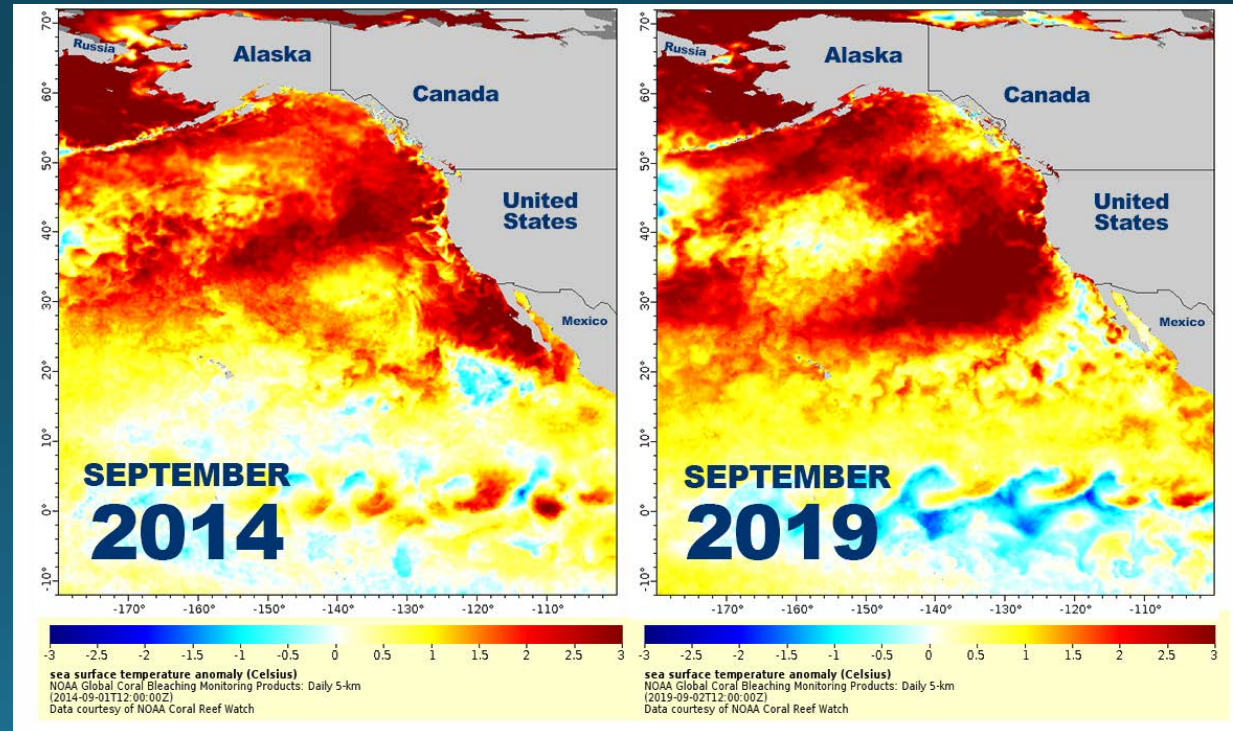 Russia
Alaska
Canada
United
States
Mexico
SEPTEMBER
2014
70°
60°
50°
40°
30°
20°
10°
0°
-10°
-170°
-160°
-150°
-140°
-130°
-120°
-110°
-3
-2.5
-2
-1.5
-1
-0.5
0
0.5
1
1.5
2
2.5
3
sea surface temperature anomaly (Celsius)
NOAA Global Coral Bleaching Monitoring Products: Daily 5-km
(2014-09-01T12:00:00Z)
Data courtesy of NOAA Coral Reef Watch
Russia
Alaska
Canada
United
States
Mexico
SEPTEMBER
2019
70°
60°
50°
40°
30°
20°
10°
0°
-10°
-170°
-160°
-150°
-140°
-130°
-120°
-110°
-3
-2.5
-2
-1.5
-1
-0.5
0
0.5
1
1.5
2
2.5
3
sea surface temperature anomaly (Celsius)
NOAA Global Coral Bleaching Monitoring Products: Daily 5-km
(2019-09-02T12:00:00Z)
Data courtesy of NOAA Coral Reef Watch